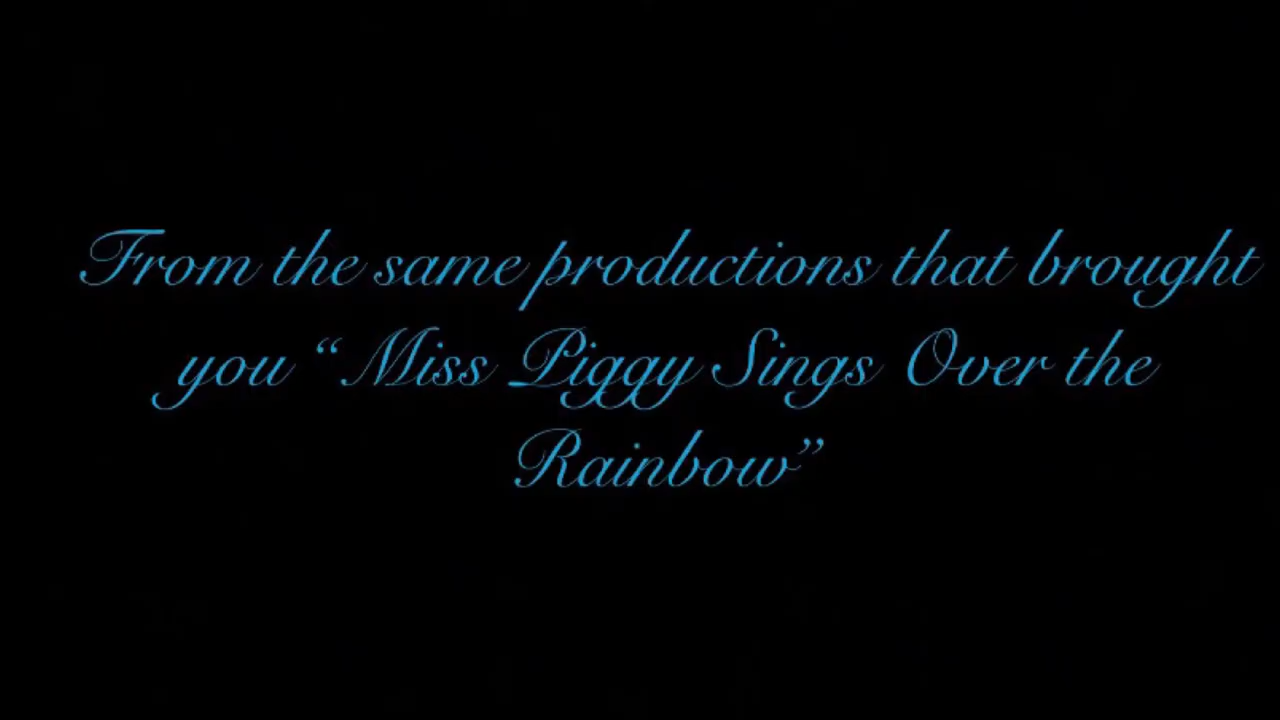 From the same productions that brought
you “Miss Piggy Sings Over the
Rainbow”